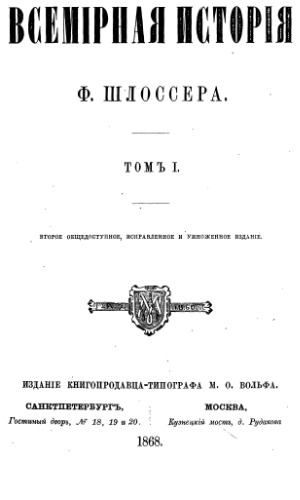 ВСЕМІРНАЯ ИСТОРІЯ
Ф. ШЛОССЕРА.
ТОМЪ I.
ВТОРОЕ ОБЩЕДОСТУПНОЕ, ИСПРАВЛЕННОЕ И УМНОЖЕННОЕ ИЗДАНІЕ.
ИЗДАНІЕ КНИГОПРОДАВЦА-ТИПОГРАФА М. О. ВОЛЬФА.
САНКТПЕТЕРБУРГЪ,
Гостиный дворъ, № 18, 19 и 20.
МОСКВА,
Кузнецкій мостъ, д. Рудакова
1868.